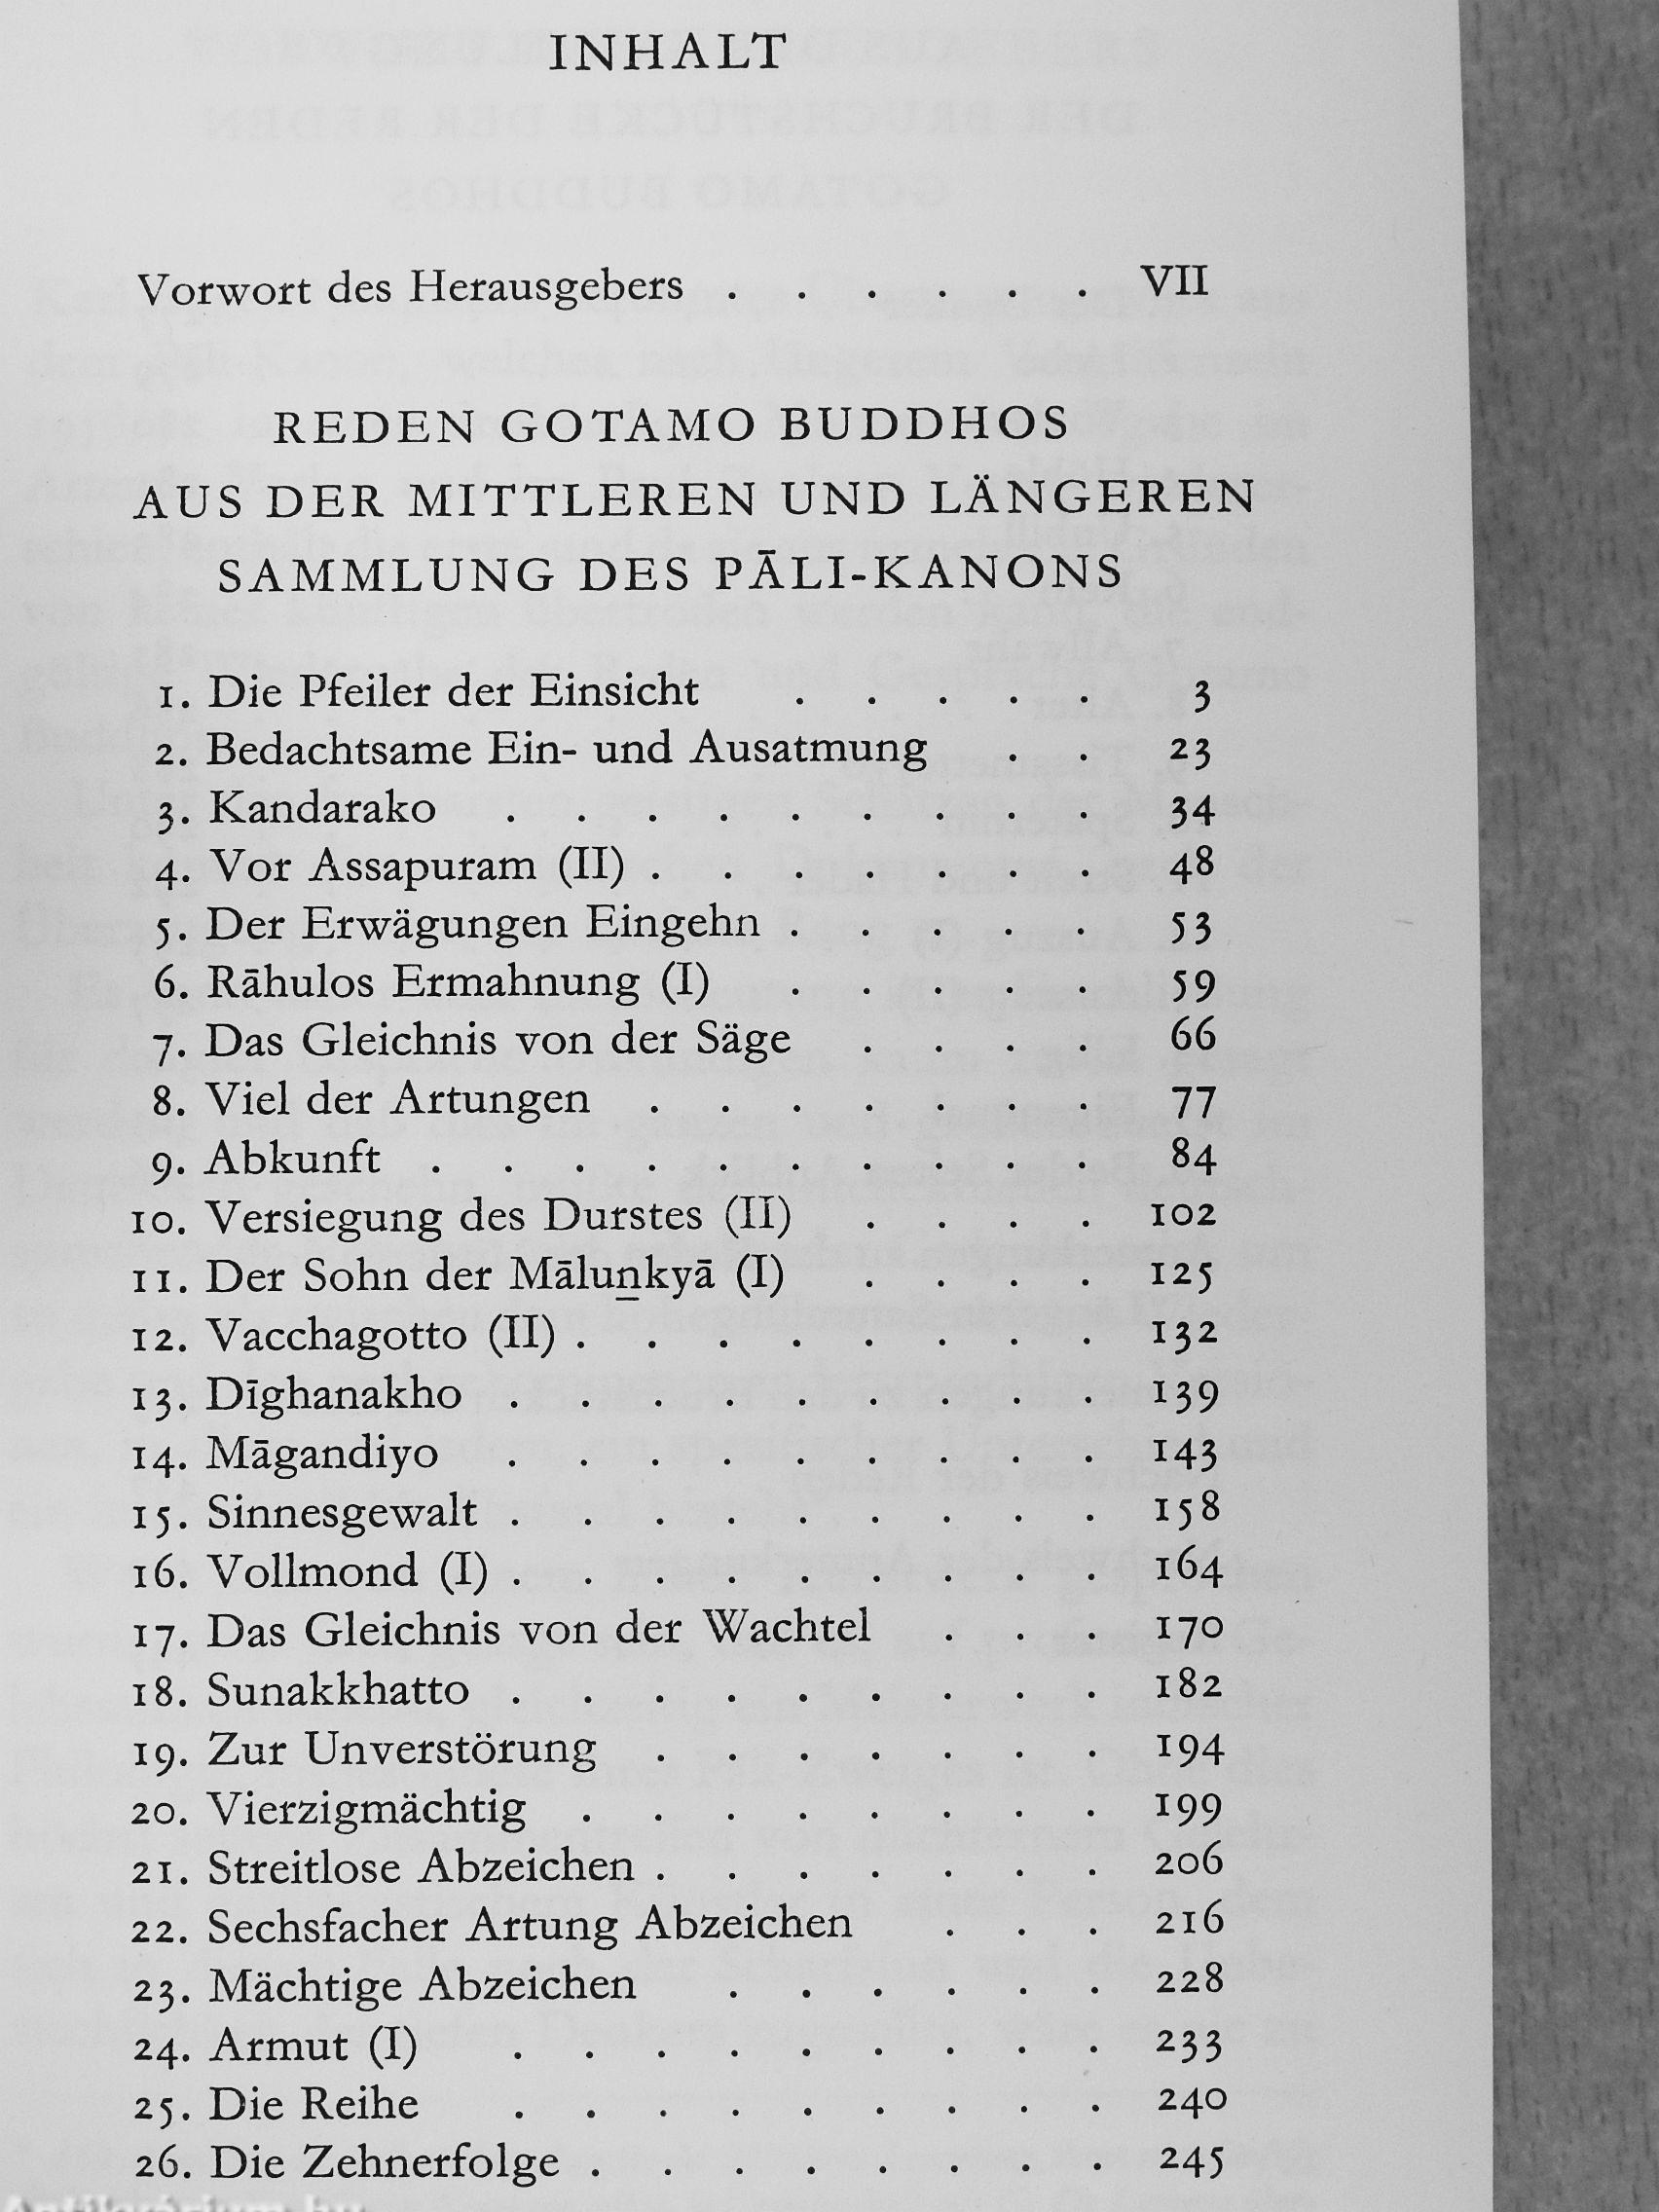 INHALT
Vorwort des Herausgebers . . . . . . VII
REDEN GOTAMO BUDDHOS
AUS DER MITTLEREN UND LÄNGEREN
SAMMLUNG DES PĀLI-KANONS
1. Die Pfeiler der Einsicht . . . . . 3
2. Bedachtsame Ein- und Ausatmung . . 23
3. Kandarako . . . . . . . . . 34
4. Vor Assapuram (II) . . . . . . . 48
5. Der Erwägungen Eingehn . . . . . 53
6. Rāhulos Ermahnung (I) . . . . . 59
7. Das Gleichnis von der Säge . . . . 66
8. Viel der Artungen . . . . . . . 77
9. Abkunft . . . . . . . . . . 84
10. Versiegung des Durstes (II) . . . . 102
11. Der Sohn der Māluṉkyā (I) . . . . 125
12. Vacchagotto (II) . . . . . . . . 132
13. Dīghanakho . . . . . . . . . 139
14. Māgandiyo . . . . . . . . . 143
15. Sinnesgewalt . . . . . . . . . 158
16. Vollmond (I) . . . . . . . . . 164
17. Das Gleichnis von der Wachtel . . . 170
18. Sunakkhatto . . . . . . . . . 182
19. Zur Unverstörung . . . . . . . 194
20. Vierzigmächtig . . . . . . . . 199
21. Streitlose Abzeichen . . . . . . . 206
22. Sechsfacher Artung Abzeichen . . . 216
23. Mächtige Abzeichen . . . . . . 228
24. Armut (I) . . . . . . . . . 233
25. Die Reihe . . . . . . . . . 240
26. Die Zehnerfolge . . . . . . . . 245